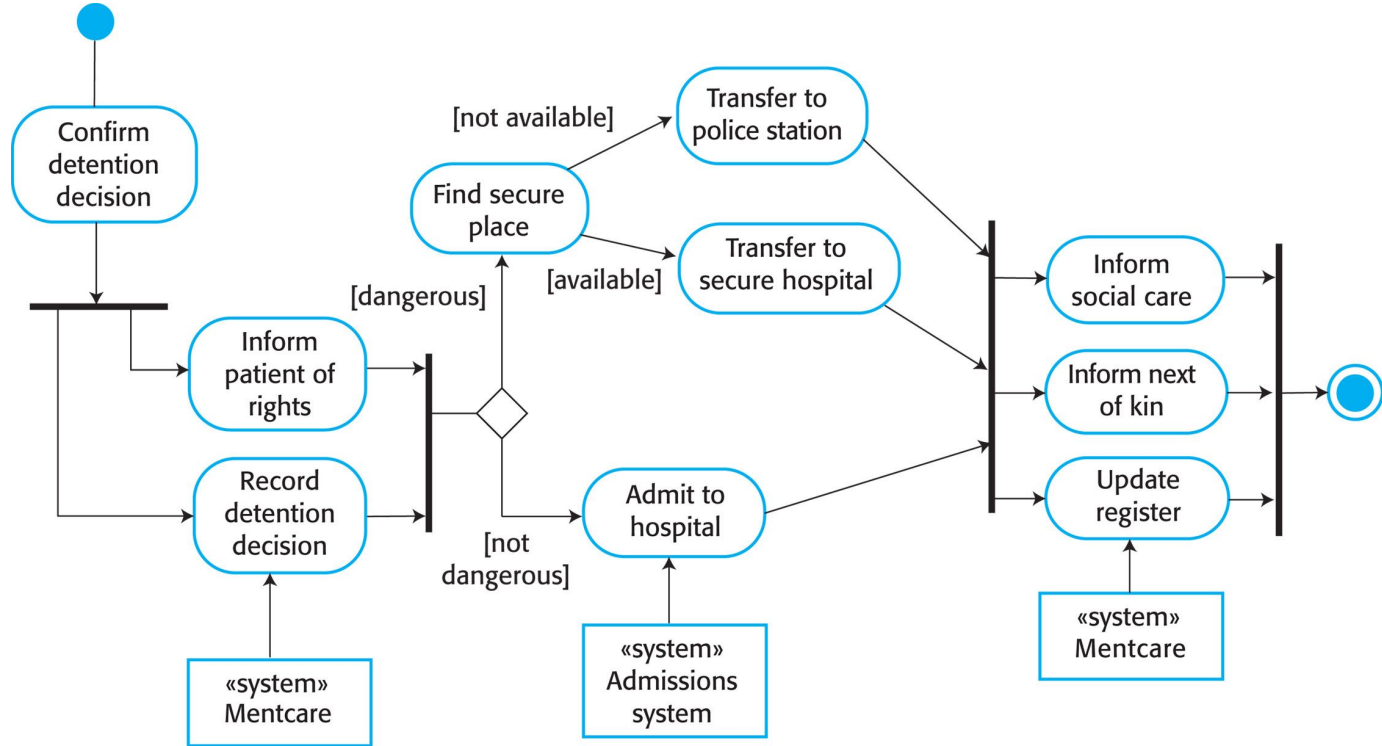 Confirm
detention
decision
Inform
patient of
rights
Record
detention
decision
«system»
Mentcare
[dangerous]
[not
dangerous]
Find secure
place
[not available]
[available]
Transfer to
police station
Transfer to
secure hospital
Admit to
hospital
«system»
Admissions
system
Inform
social care
Inform next
of kin
Update
register
«system»
Mentcare